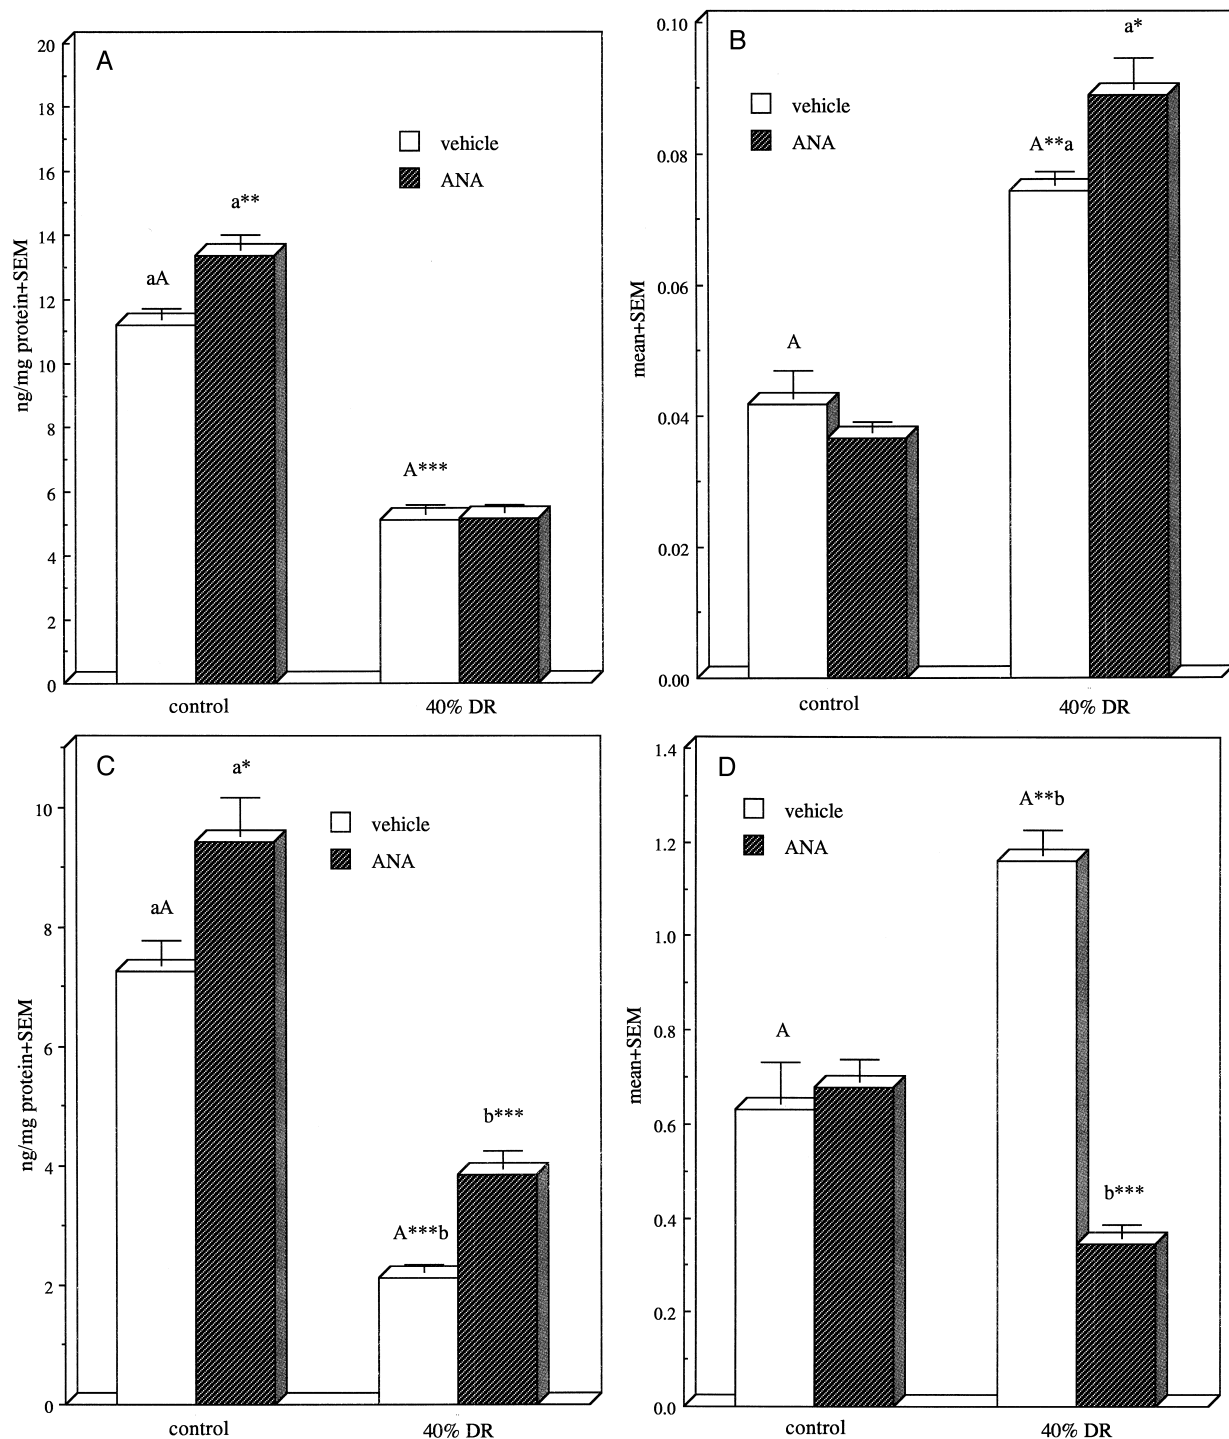 A
20
18
16
14
12
10
8
6
4
2
0
ng/mg protein+SEM
vehicle
ANA
aA
a**
A***
control
40% DR
B
0.10
0.08
0.06
0.04
0.02
0.00
mean+SEM
vehicle
ANA
A
A**a
a*
control
40% DR
C
10
8
6
4
2
0
ng/mg protein+SEM
vehicle
ANA
aA
a*
A***b
b***
control
40% DR
D
1.4
1.2
1.0
0.8
0.6
0.4
0.2
0.0
mean+SEM
vehicle
ANA
A
A**b
b***
control
40% DR